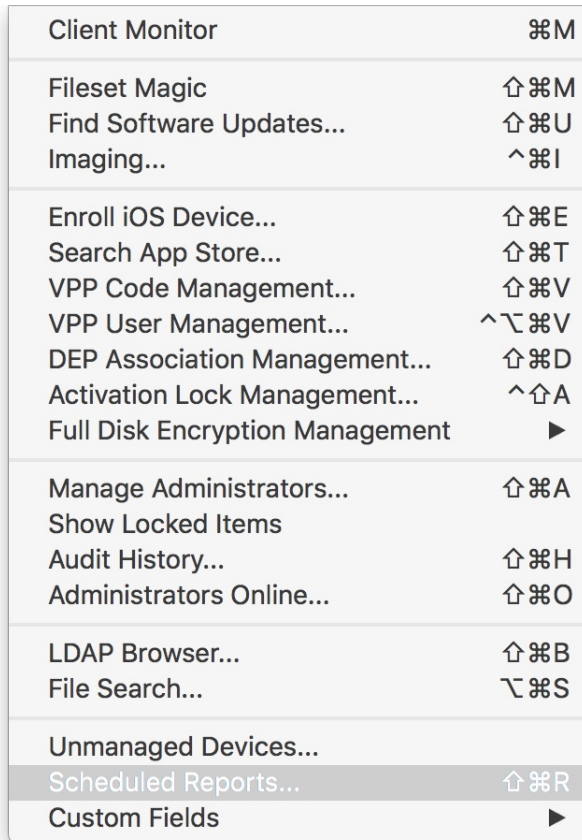 Client Monitor ⌘M
Fileset Magic ⇧⌘M
Find Software Updates... ⇧⌘U
Imaging... ^⌘I
Enroll iOS Device... ⇧⌘E
Search App Store... ⇧⌘T
VPP Code Management... ⇧⌘V
VPP User Management... ^⌥⌘V
DEP Association Management... ⇧⌘D
Activation Lock Management... ^⇧A
Full Disk Encryption Management ▶
Manage Administrators... ⇧⌘A
Show Locked Items
Audit History... ⇧⌘H
Administrators Online... ⇧⌘O
LDAP Browser... ⇧⌘B
File Search... ⌥⌘S
Unmanaged Devices...
Scheduled Reports... ⇧⌘R
Custom Fields ▶